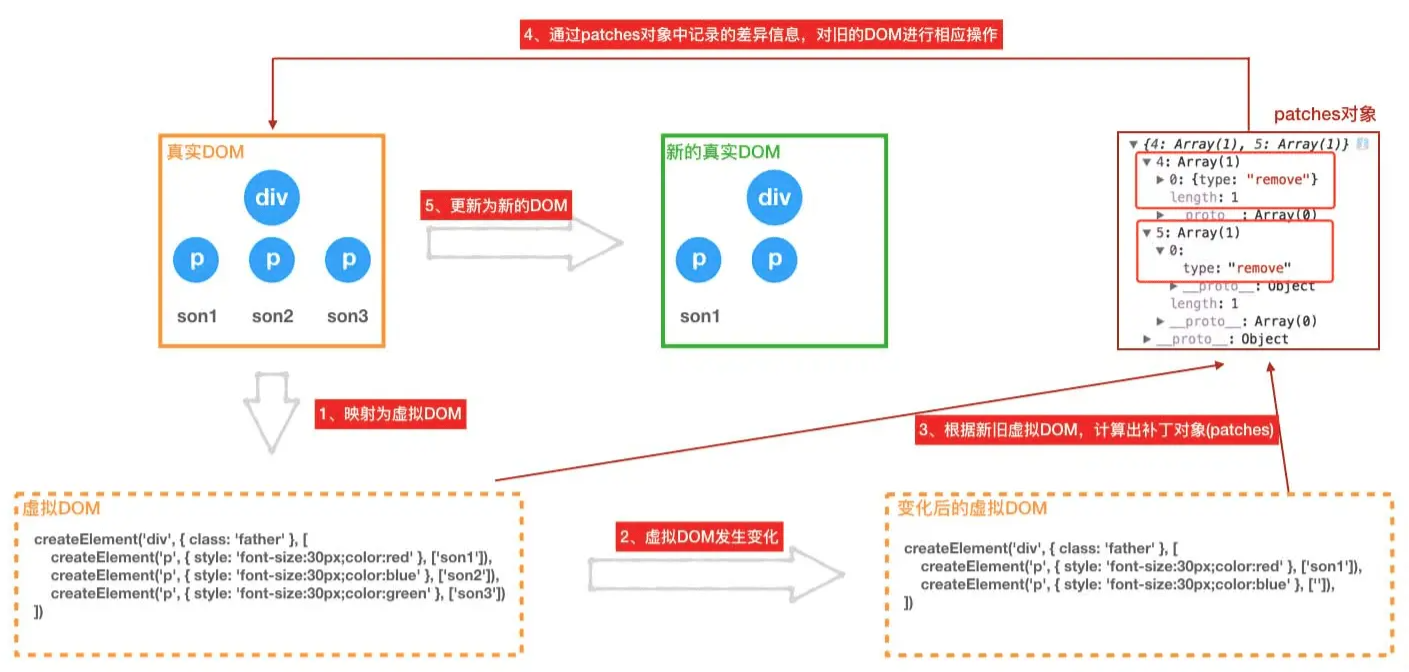 4、通过patches对象中记录的差异信息，对旧的DOM进行相应操作
patches对象
真实DOM
div
p
p
p
son1
son2
son3
5、更新为新的DOM
新的真实DOM
div
p
p
son1
▼{4: Array(1), 5: Array(1)} i
▼4: Array(1)
▶0: {type: "remove"}
length: 1
▶__proto__: Array(0)
▼5: Array(1)
▼0:
type: "remove"
▶__proto__: Object
length: 1
▶__proto__: Array(0)
▶__proto__: Object
1、映射为虚拟DOM
3、根据新旧虚拟DOM，计算出补丁对象(patches)
虚拟DOM
createElement('div', { class: 'father' }, [
createElement('p', { style: 'font-size:30px;color:red' }, ['son1']),
createElement('p', { style: 'font-size:30px;color:blue' }, ['son2']),
createElement('p', { style: 'font-size:30px;color:green' }, ['son3'])
])
2、虚拟DOM发生变化
变化后的虚拟DOM
createElement('div', { class: 'father' }, [
createElement('p', { style: 'font-size:30px;color:red' }, ['son1']),
createElement('p', { style: 'font-size:30px;color:blue' }, ['']),
])